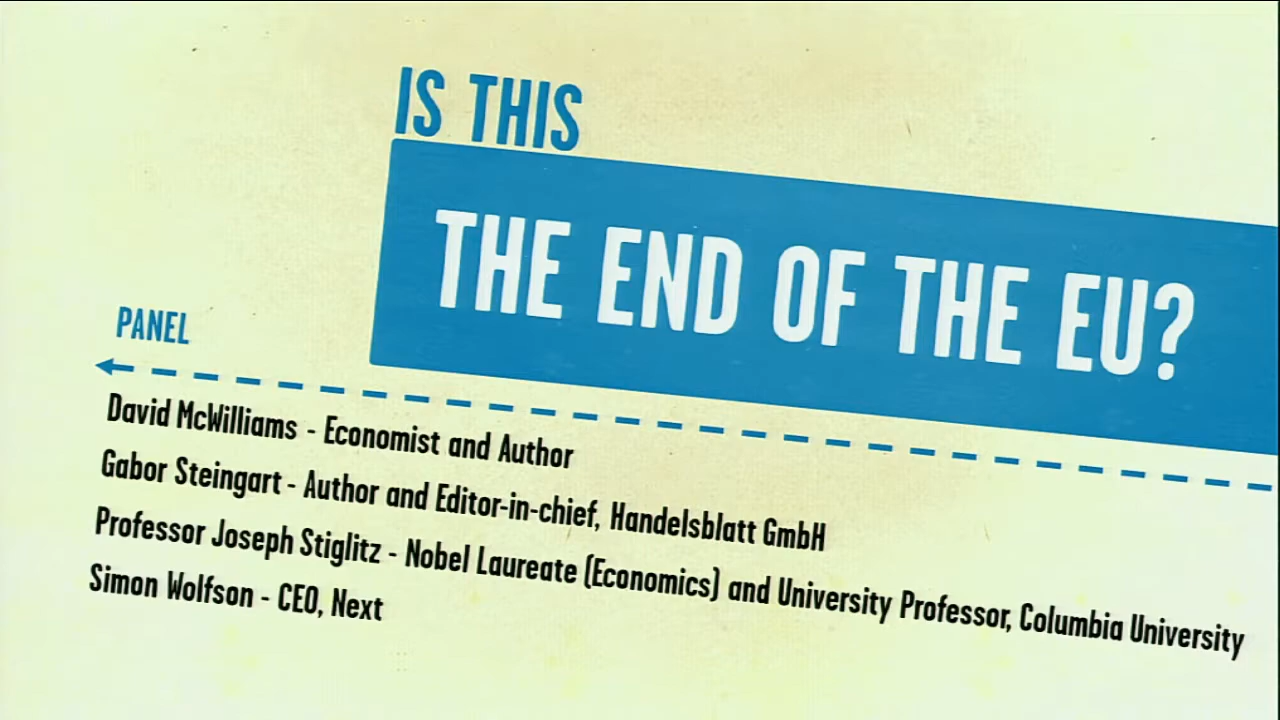 IS THIS
THE END OF THE EU?
PANEL
David McWilliams - Economist and Author
Gabor Steingart - Author and Editor-in-chief, Handelsblatt GmbH
Professor Joseph Stiglitz - Nobel Laureate (Economics) and University Professor, Columbia University
Simon Wolfson - CEO, Next